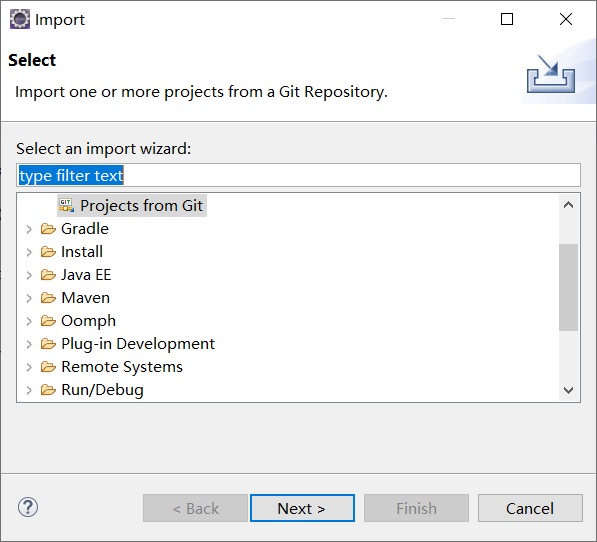 Import
Select
Import one or more projects from a Git Repository.
Select an import wizard:
type filter text
GIT Projects from Git
Gradle
Install
Java EE
Maven
Oomph
Plug-in Development
Remote Systems
Run/Debug
? < Back Next > Finish Cancel